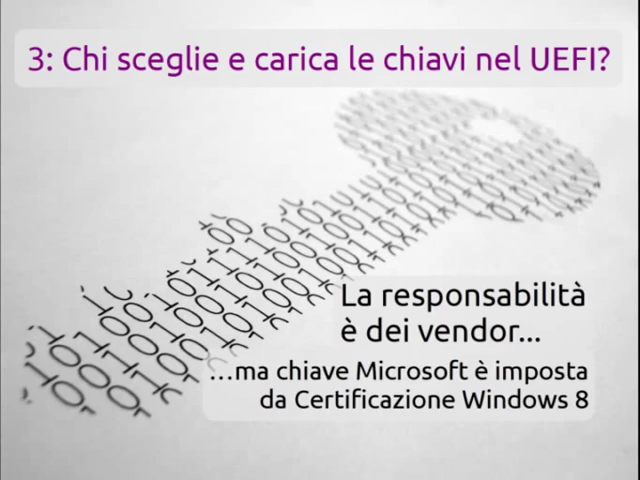 3: Chi sceglie e carica le chiavi nel UEFI?
La responsabilità
è dei vendor...
...ma chiave Microsoft è imposta
da Certificazione Windows 8